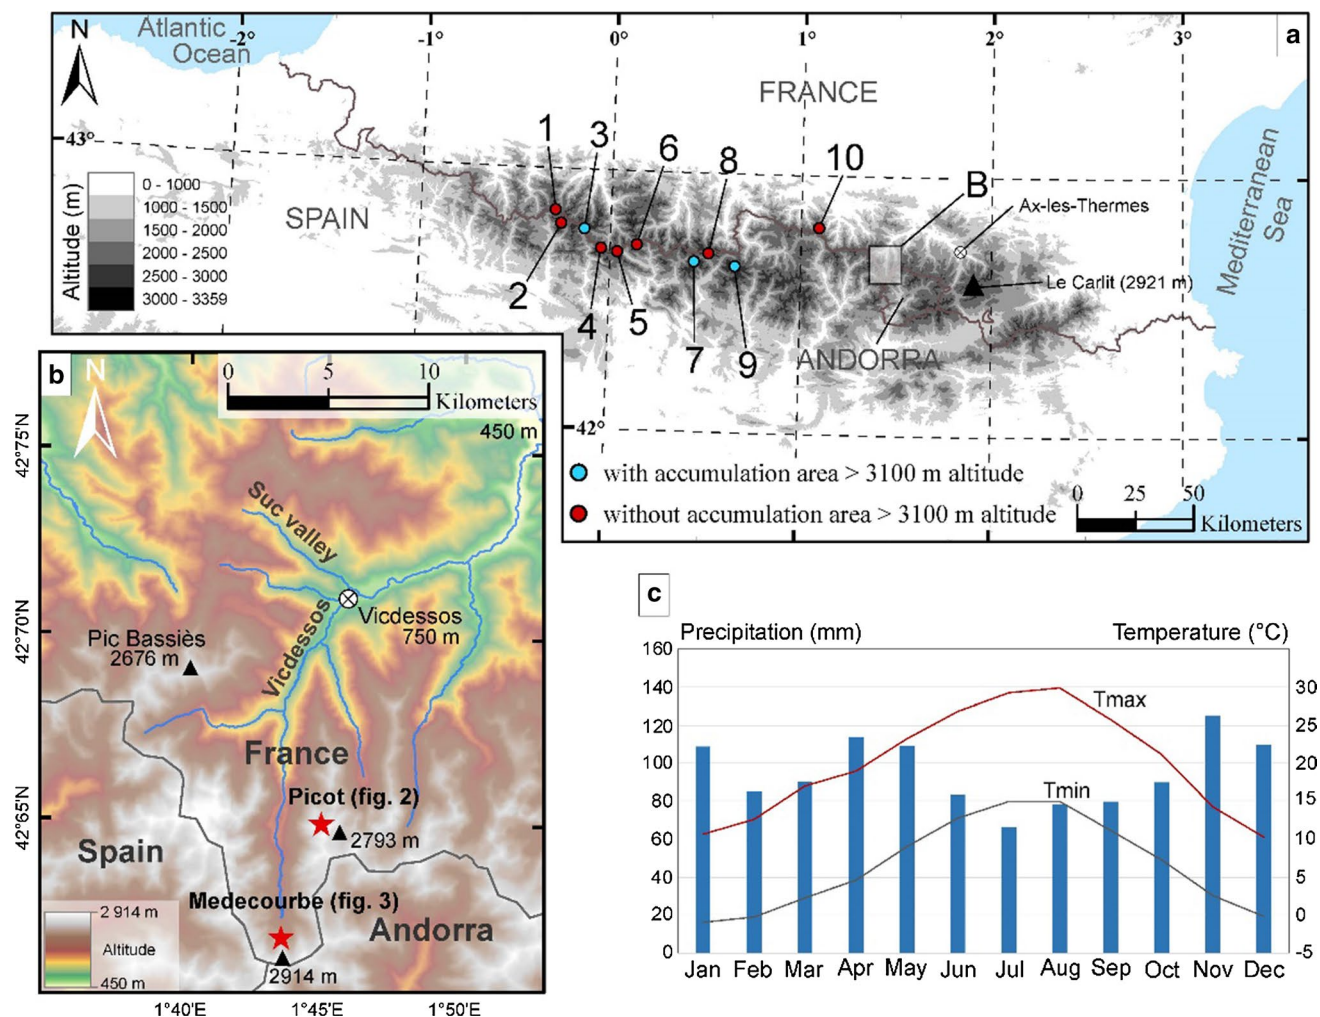 a
N
Atlantic
Ocean
-2°
-1°
0°
1°
2°
3°
43°
42°
FRANCE
SPAIN
ANDORRA
Mediterranean
Sea
1
3
6
8
10
B
2
4
5
7
9
Ax-les-Thermes
Le Carlit (2921 m)
Altitude (m)
0 - 1000
1000 - 1500
1500 - 2000
2000 - 2500
2500 - 3000
3000 - 3359
with accumulation area > 3100 m altitude
without accumulation area > 3100 m altitude
0 25 50
Kilometers
b
N
0 5 10
Kilometers
450 m
42°75'N
42°70'N
42°65'N
Suc valley
Vicdessos
Vicdessos
750 m
Pic Bassiès
2676 m
France
Picot (fig. 2)
2793 m
Spain
Medecourbe (fig. 3)
Andorra
2914 m
2 914 m
Altitude
450 m
1°40'E
1°45'E
1°50'E
c
Precipitation (mm)
Temperature (°C)
160
140
120
100
80
60
40
20
0
30
25
20
15
10
5
0
-5
Tmax
Tmin
Jan Feb Mar Apr May Jun Jul Aug Sep Oct Nov Dec